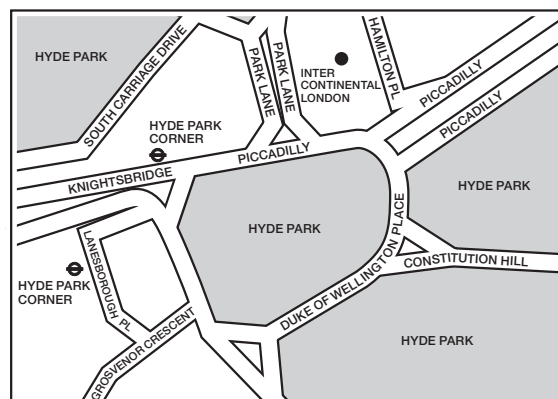 HYDE PARK
SOUTH CARRIAGE DRIVE
PARK LANE
PARK LANE
HAMILTON PL
INTER
CONTINENTAL
LONDON
PICCADILLY
PICCADILLY
HYDE PARK
CORNER
PICCADILLY
KNIGHTSBRIDGE
HYDE PARK
HYDE PARK
DUKE OF WELLINGTON PLACE
LANESBOROUGH PL
CONSTITUTION HILL
HYDE PARK
CORNER
GROSVENOR CRESCENT
HYDE PARK